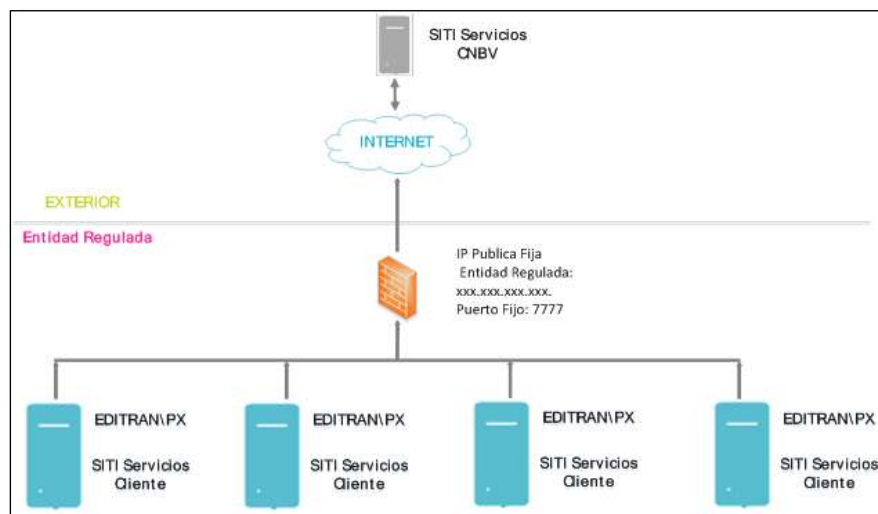 SITI Servicios
CNBV
INTERNET
EXTERIOR
Entidad Regulada
IP Publica Fija
Entidad Regulada:
xxx.xxx.xxx.xxx.
Puerto Fijo: 7777
EDITRAN\PX
SITI Servicios
Cliente
EDITRAN\PX
SITI Servicios
Cliente
EDITRAN\PX
SITI Servicios
Cliente
EDITRAN\PX
SITI Servicios
Cliente